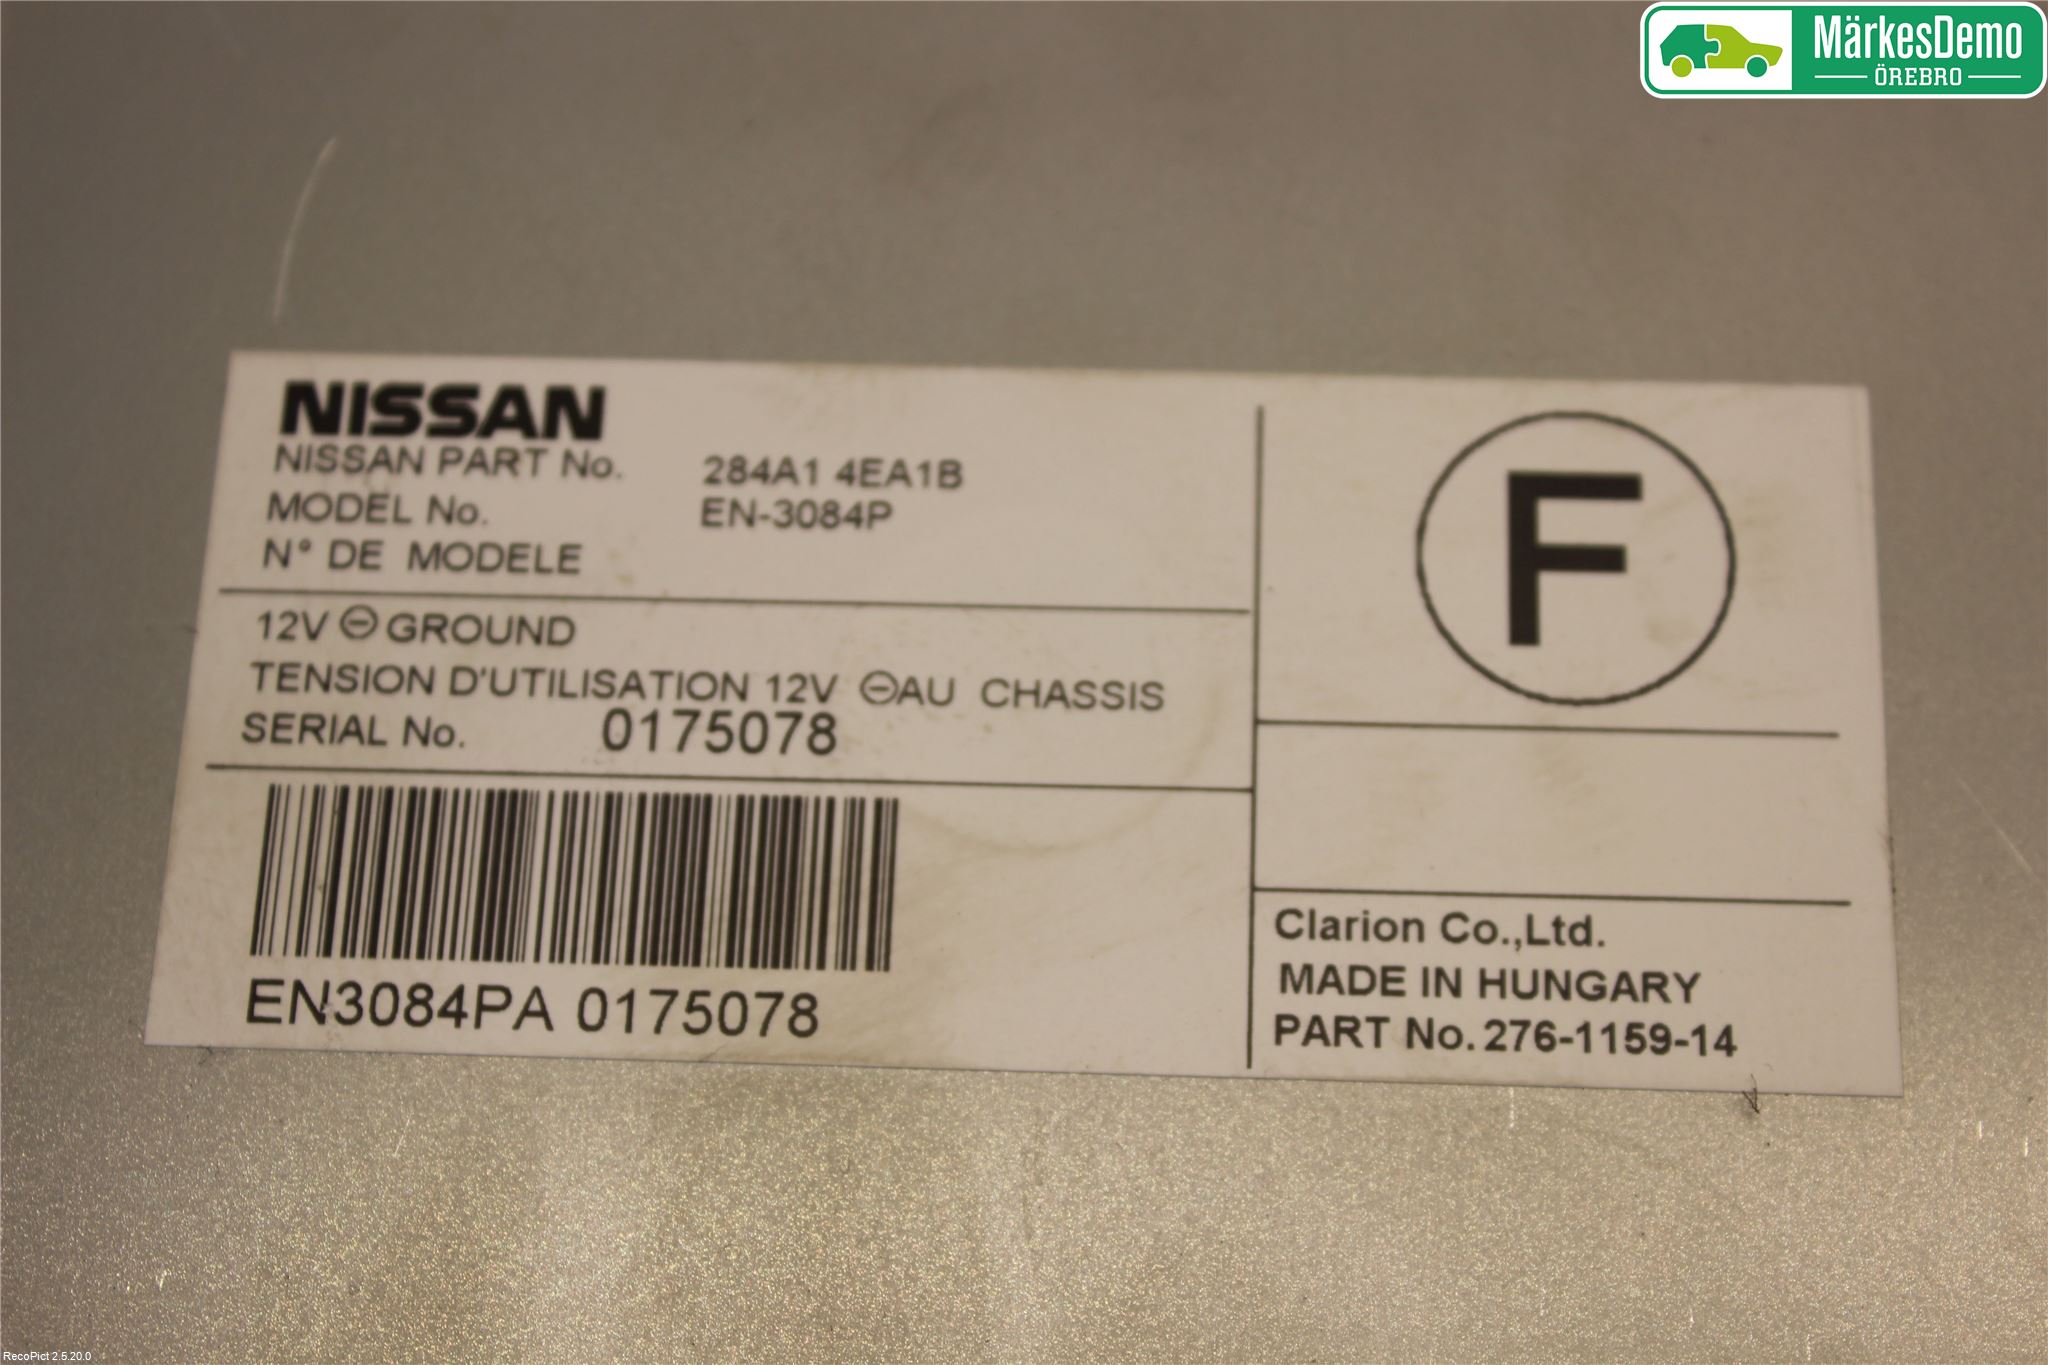 MärkesDemo
ÖREBRO
NISSAN
NISSAN PART No. 284A1 4EA1B
MODEL No. EN-3084P
N° DE MODELE
12V ⊖ GROUND
TENSION D'UTILISATION 12V ⊖AU CHASSIS
SERIAL No. 0175078
EN3084PA 0175078
F
Clarion Co.,Ltd.
MADE IN HUNGARY
PART No. 276-1159-14
RecoPict 2.5.20.0